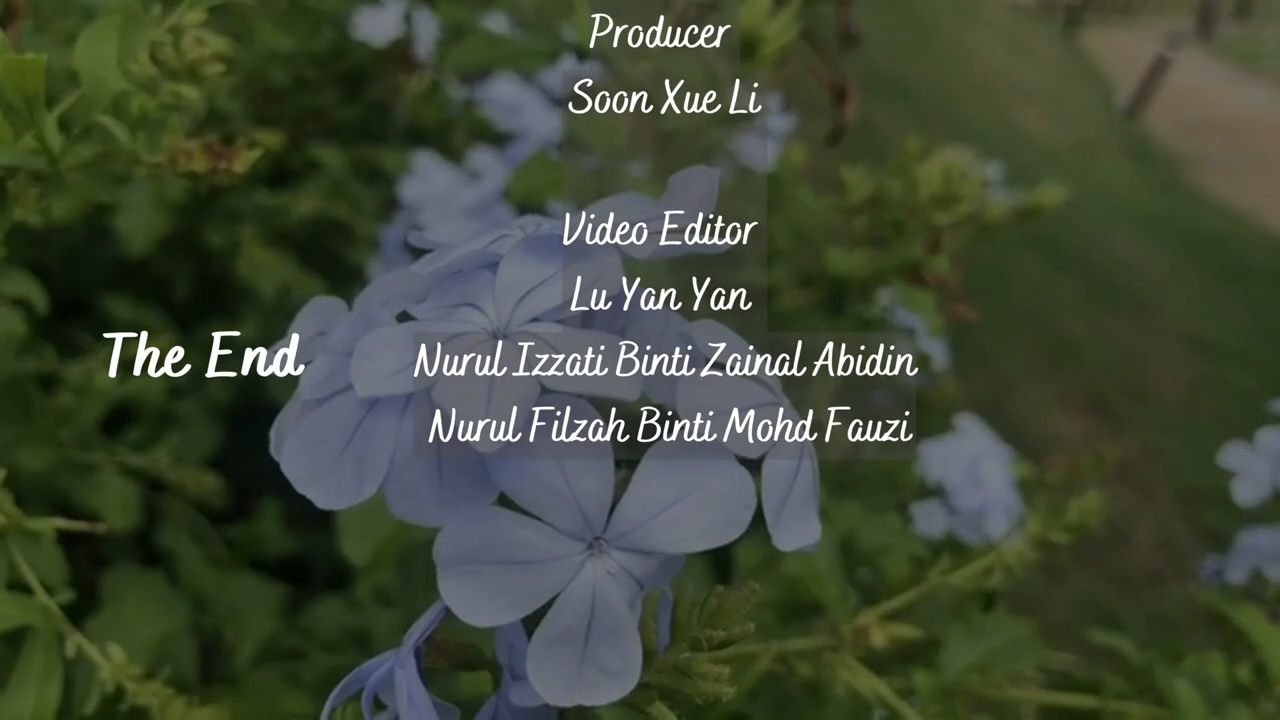 Producer
Soon Xue Li
Video Editor
Lu Yan Yan
The End
Nurul Izzati Binti Zainal Abidin
Nurul Filzah Binti Mohd Fauzi